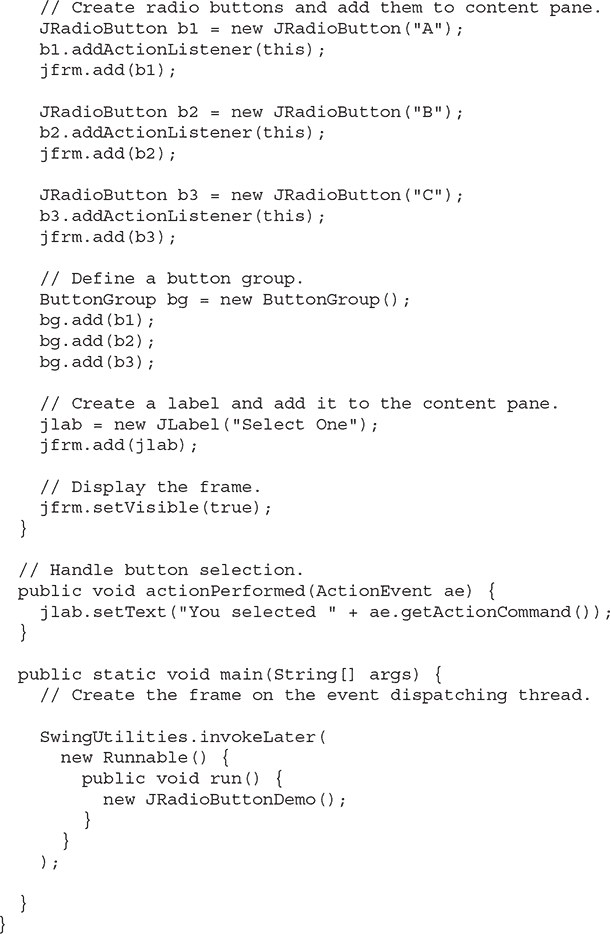 // Create radio buttons and add them to content pane.
    JRadioButton b1 = new JRadioButton("A");
    b1.addActionListener(this);
    jfrm.add(b1);

    JRadioButton b2 = new JRadioButton("B");
    b2.addActionListener(this);
    jfrm.add(b2);

    JRadioButton b3 = new JRadioButton("C");
    b3.addActionListener(this);
    jfrm.add(b3);

    // Define a button group.
    ButtonGroup bg = new ButtonGroup();
    bg.add(b1);
    bg.add(b2);
    bg.add(b3);

    // Create a label and add it to the content pane.
    jlab = new JLabel("Select One");
    jfrm.add(jlab);

    // Display the frame.
    jfrm.setVisible(true);
  }

  // Handle button selection.
  public void actionPerformed(ActionEvent ae) {
    jlab.setText("You selected " + ae.getActionCommand());
  }

  public static void main(String[] args) {
    // Create the frame on the event dispatching thread.

    SwingUtilities.invokeLater(
      new Runnable() {
        public void run() {
          new JRadioButtonDemo();
        }
      }
    );

  }
}